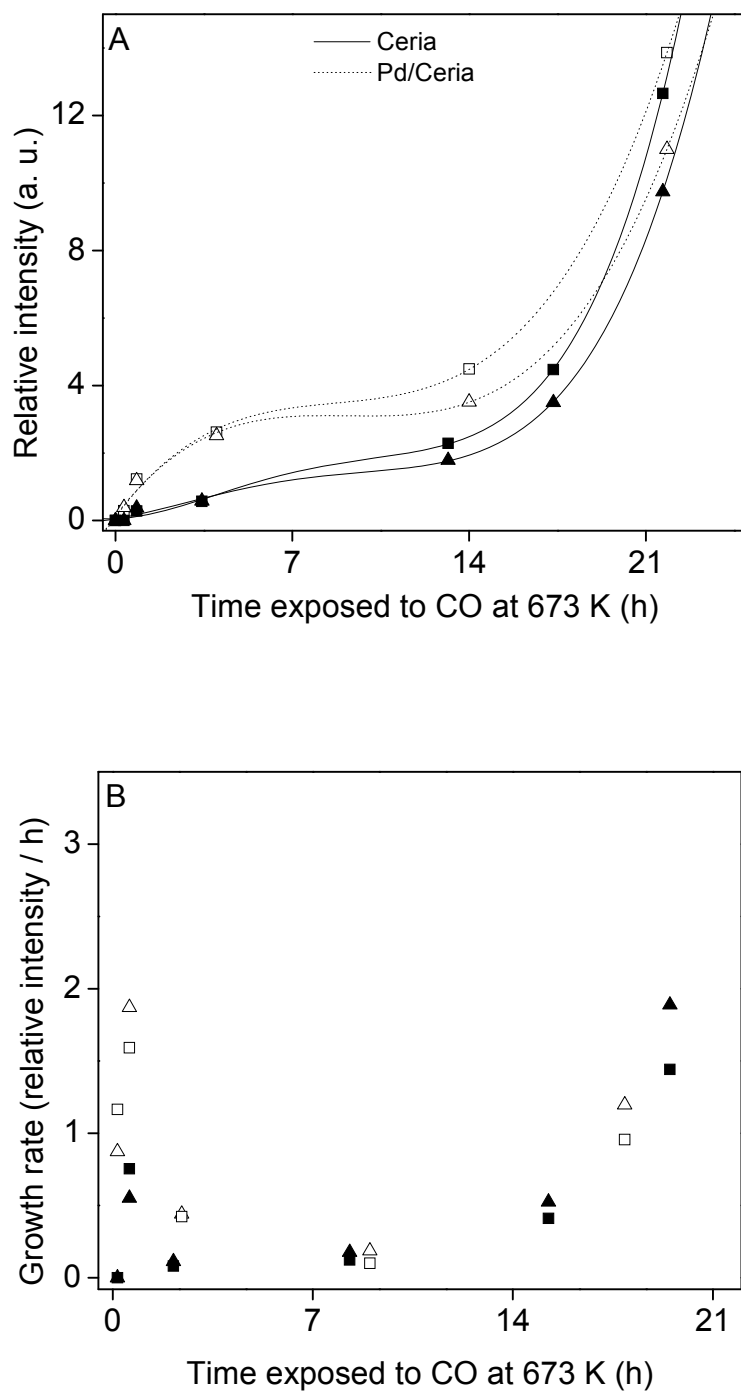 A
Ceria
Pd/Ceria
12
8
4
0
Relative intensity (a. u.)
0 7 14 21
Time exposed to CO at 673 K (h)
B
3
2
1
0
Growth rate (relative intensity / h)
0 7 14 21
Time exposed to CO at 673 K (h)